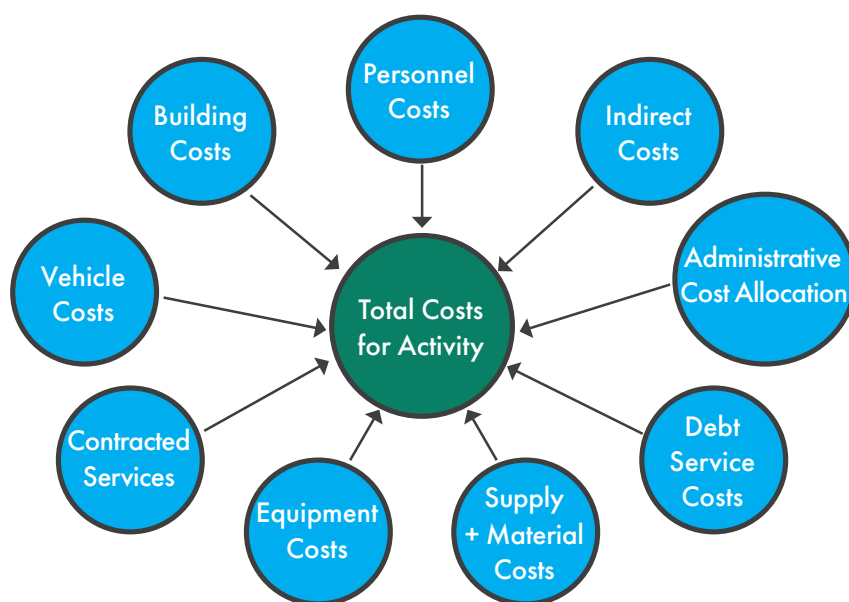 Personnel
Costs
Building
Costs
Indirect
Costs
Vehicle
Costs
Administrative
Cost Allocation
Total Costs
for Activity
Contracted
Services
Debt
Service
Costs
Equipment
Costs
Supply
+ Material
Costs